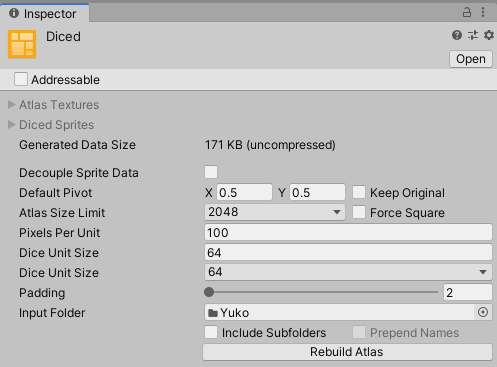 Inspector
Diced
Open
Addressable
Atlas Textures
Diced Sprites
Generated Data Size 171 KB (uncompressed)
Decouple Sprite Data
Default Pivot X 0.5 Y 0.5 Keep Original
Atlas Size Limit 2048 Force Square
Pixels Per Unit 100
Dice Unit Size 64
Dice Unit Size 64
Padding 2
Input Folder Yuko
Include Subfolders Prepend Names
Rebuild Atlas